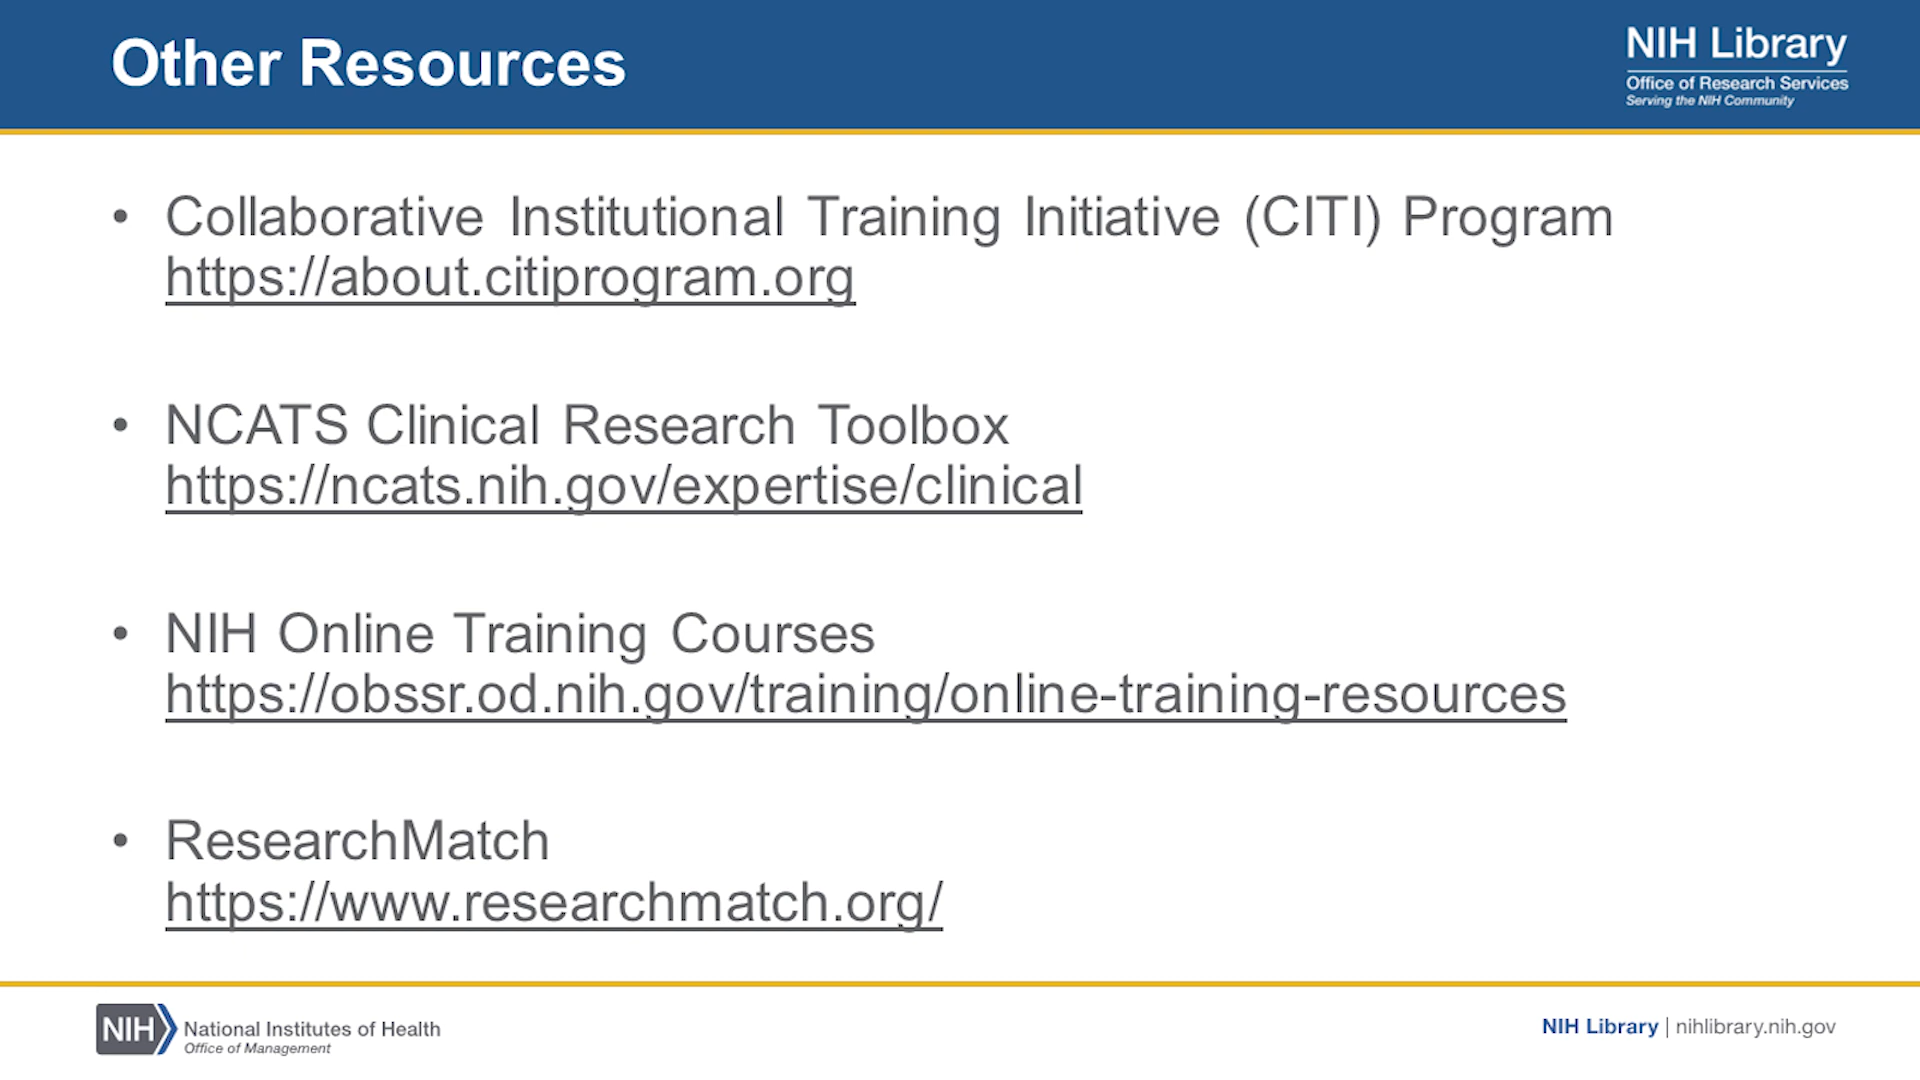 Other Resources
NIH Library
Office of Research Services
Serving the NIH Community
• Collaborative Institutional Training Initiative (CITI) Program
https://about.citiprogram.org
• NCATS Clinical Research Toolbox
https://ncats.nih.gov/expertise/clinical
• NIH Online Training Courses
https://obssr.od.nih.gov/training/online-training-resources
• ResearchMatch
https://www.researchmatch.org/
NIH National Institutes of Health
Office of Management
NIH Library | nihlibrary.nih.gov